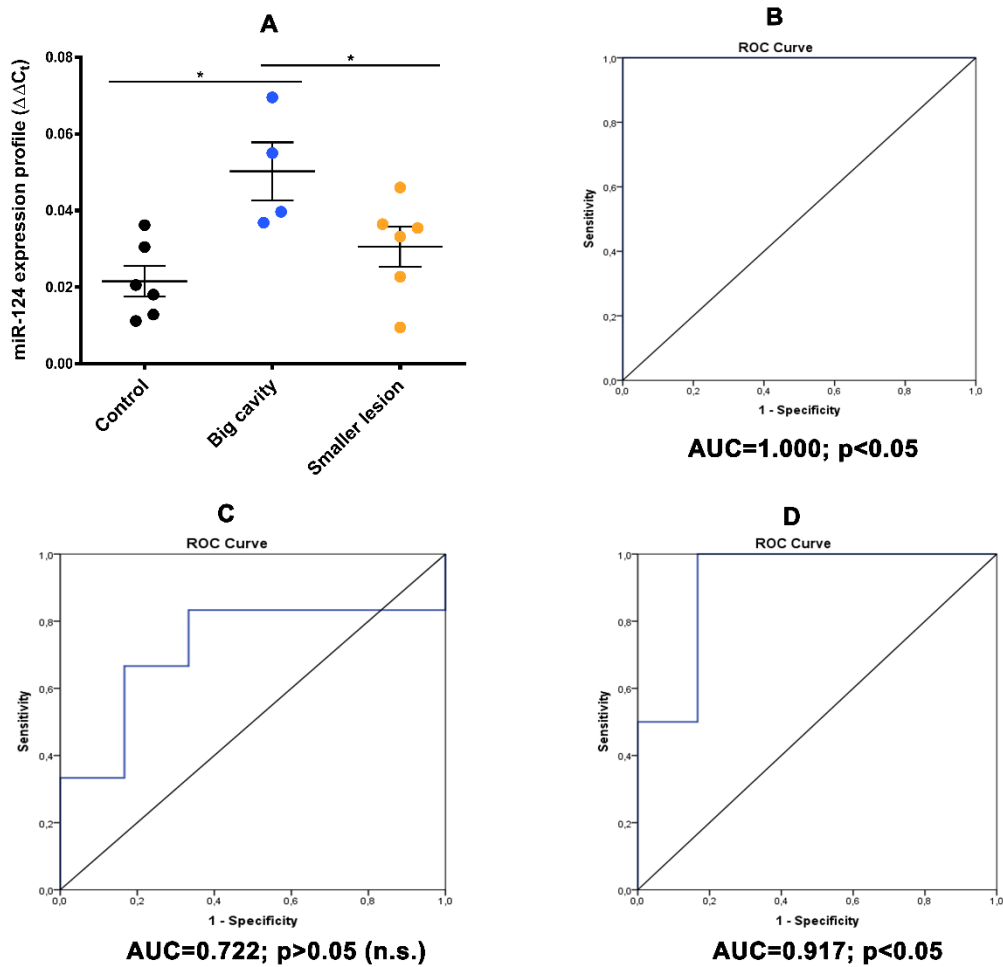 A
miR-124 expression profile (ΔΔCt)
0.08
0.06
0.04
0.02
0.00
*
*
Control
Big cavity
Smaller lesion
B
ROC Curve
Sensitivity
1,0
0,8
0,6
0,4
0,2
0,0
0,0 0,2 0,4 0,6 0,8 1,0
1 - Specificity
AUC=1.000; p<0.05
C
ROC Curve
Sensitivity
1,0
0,8
0,6
0,4
0,2
0,0
0,0 0,2 0,4 0,6 0,8 1,0
1 - Specificity
AUC=0.722; p>0.05 (n.s.)
D
ROC Curve
Sensitivity
1,0
0,8
0,6
0,4
0,2
0,0
0,0 0,2 0,4 0,6 0,8 1,0
1 - Specificity
AUC=0.917; p<0.05